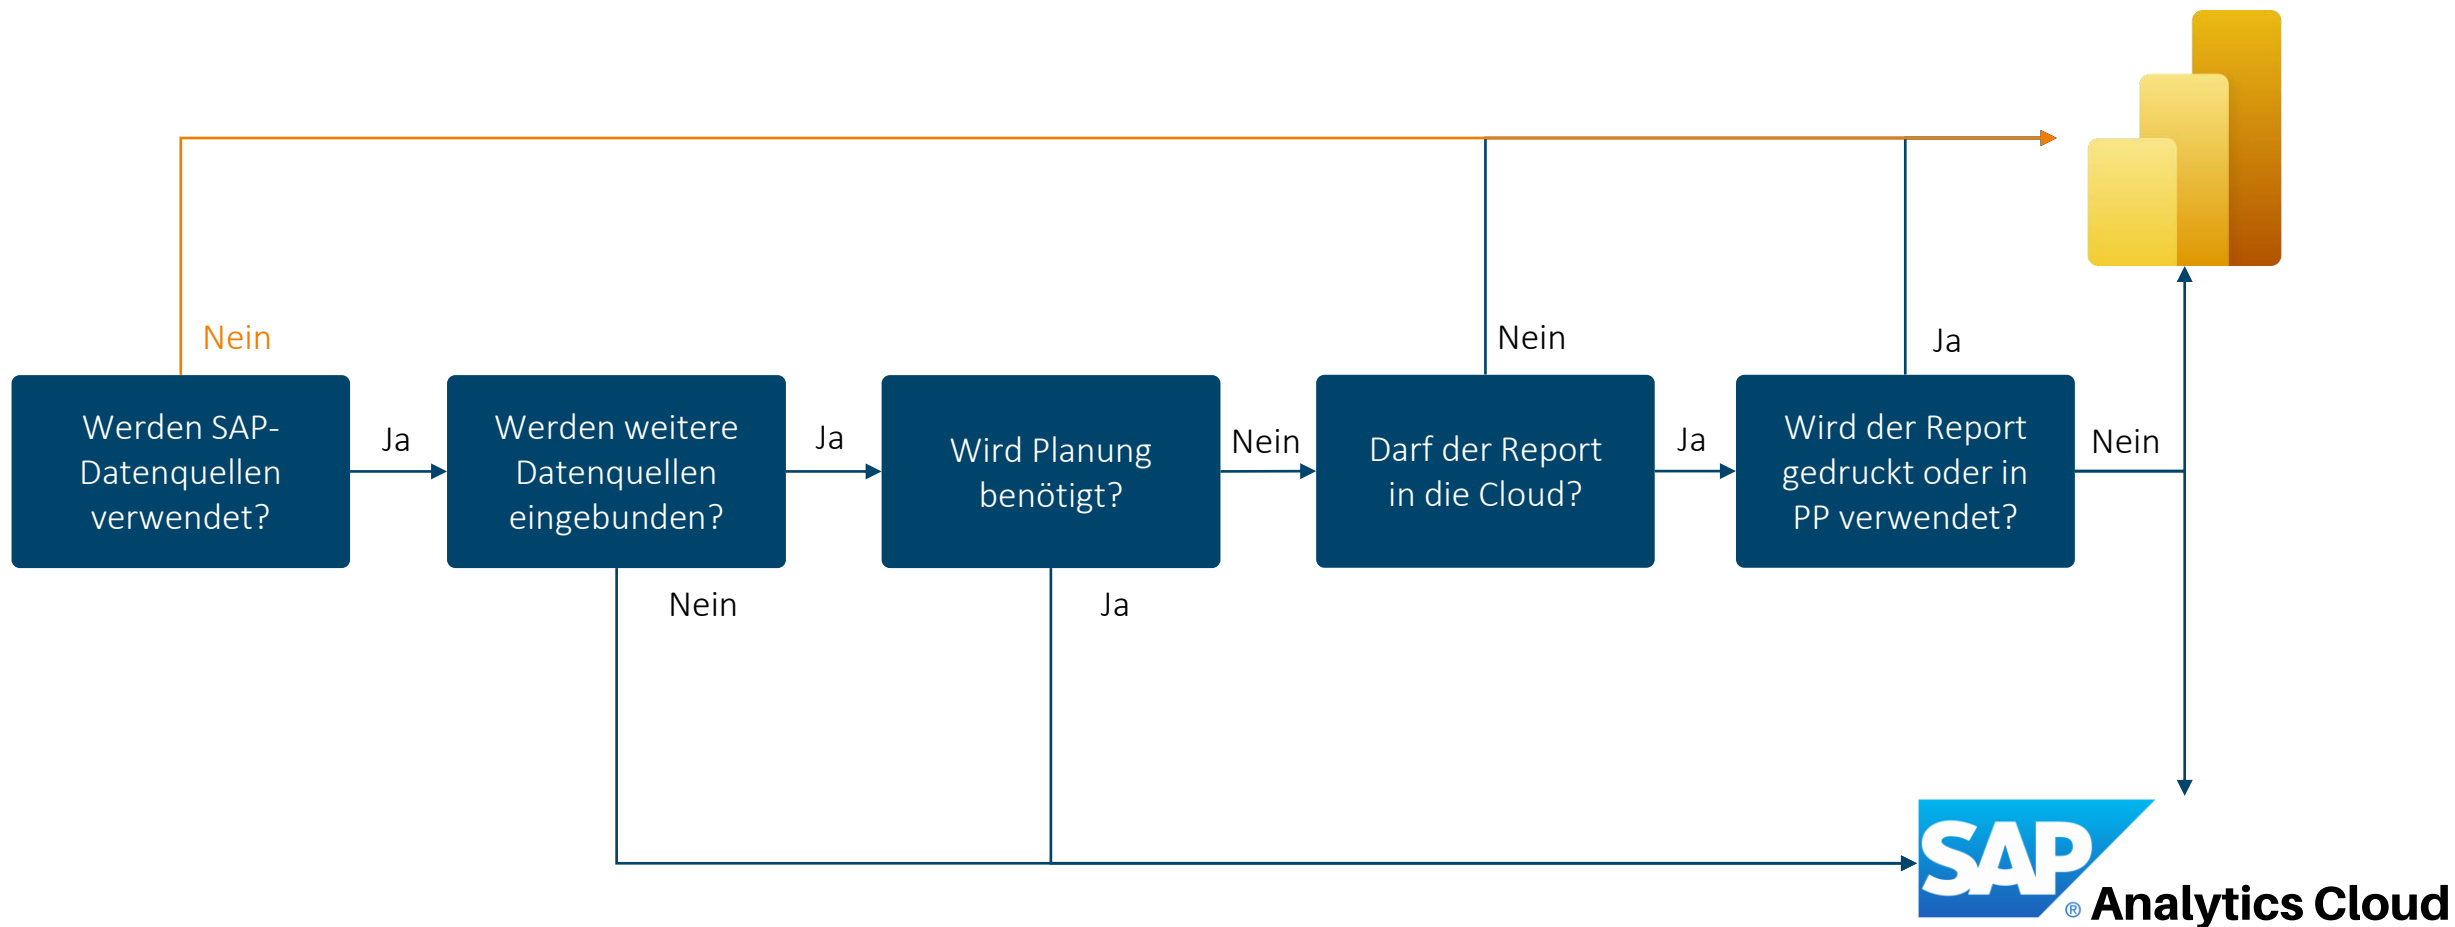 Nein
Nein
Ja
Werden SAP-
Datenquellen
verwendet?
Ja
Werden weitere
Datenquellen
eingebunden?
Ja
Wird Planung
benötigt?
Nein
Darf der Report
in die Cloud?
Ja
Wird der Report
gedruckt oder in
PP verwendet?
Nein
Nein
Ja
SAP
® Analytics Cloud